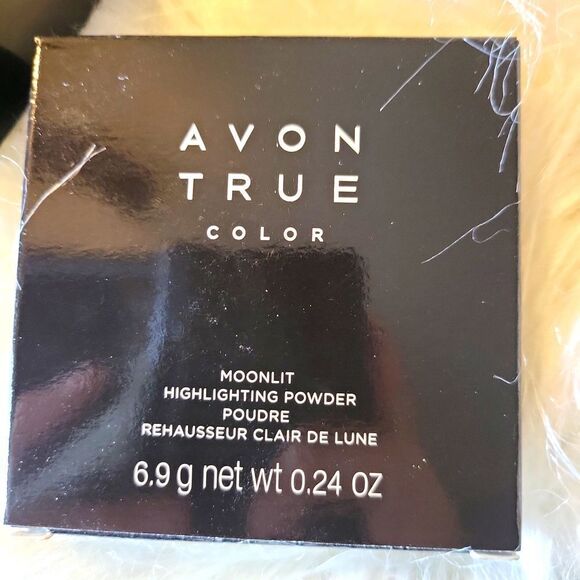 AVON
TRUE
COLOR
MOONLIT
HIGHLIGHTING POWDER
POUDRE
REHAUSSEUR CLAIR DE LUNE
6.9 g net wt 0.24 OZ